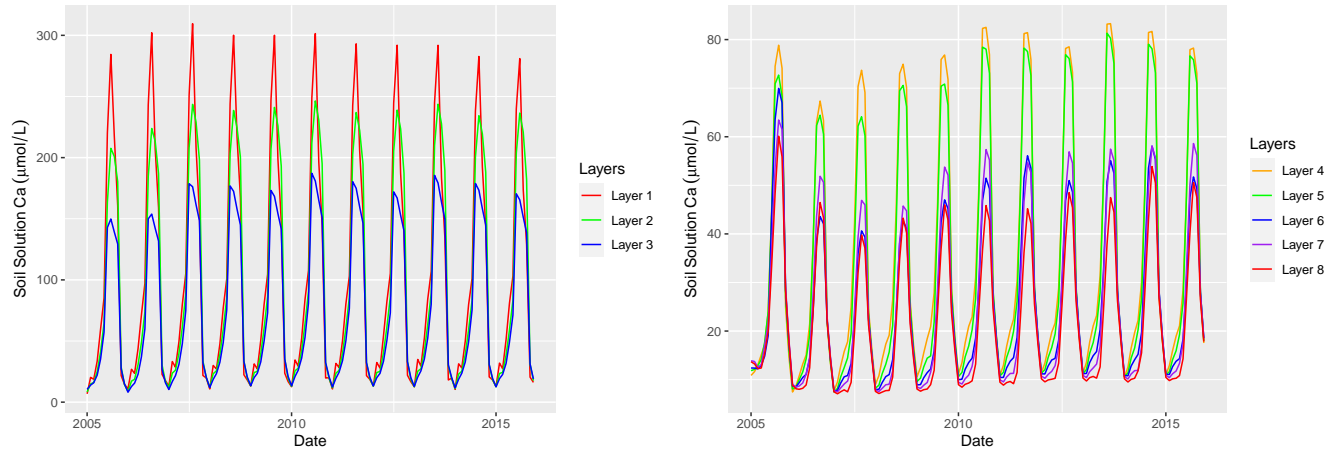 Soil Solution Ca (μmol/L)
300
200
100
0
2005
2010
2015
Date
Layers
Layer 1
Layer 2
Layer 3
Soil Solution Ca (μmol/L)
80
60
40
20
2005
2010
2015
Date
Layers
Layer 4
Layer 5
Layer 6
Layer 7
Layer 8